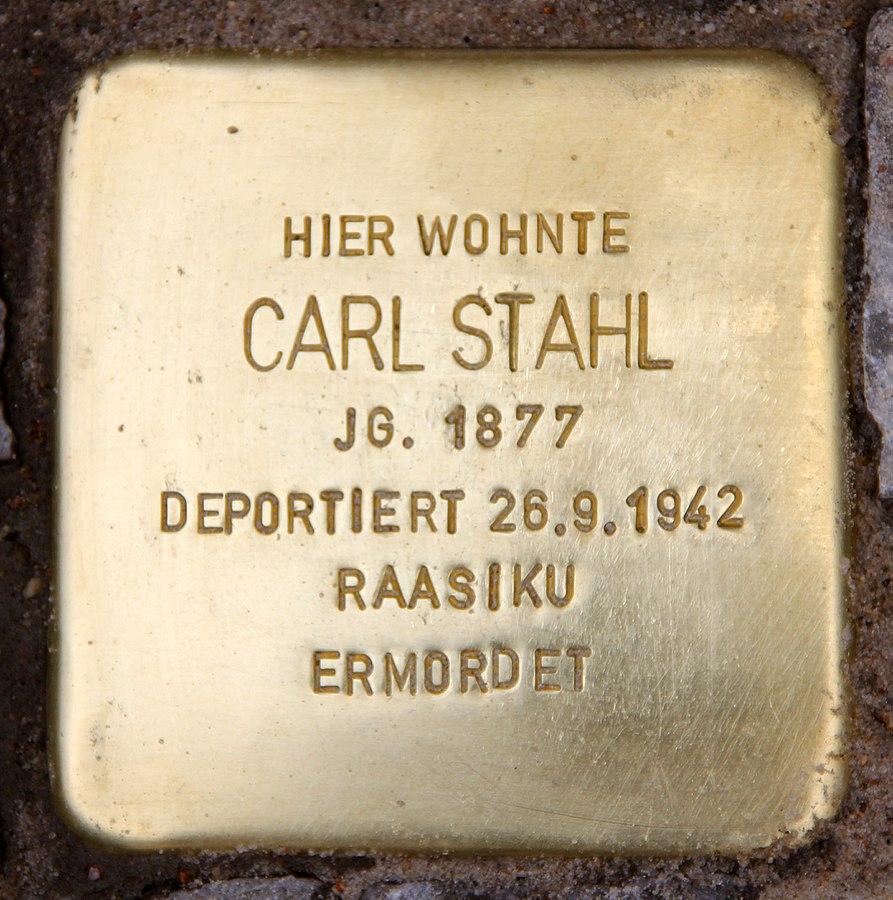 HIER WOHNTE
CARL STAHL
JG. 1877
DEPORTIERT 26.9.1942
RAASIKU
ERMORDET